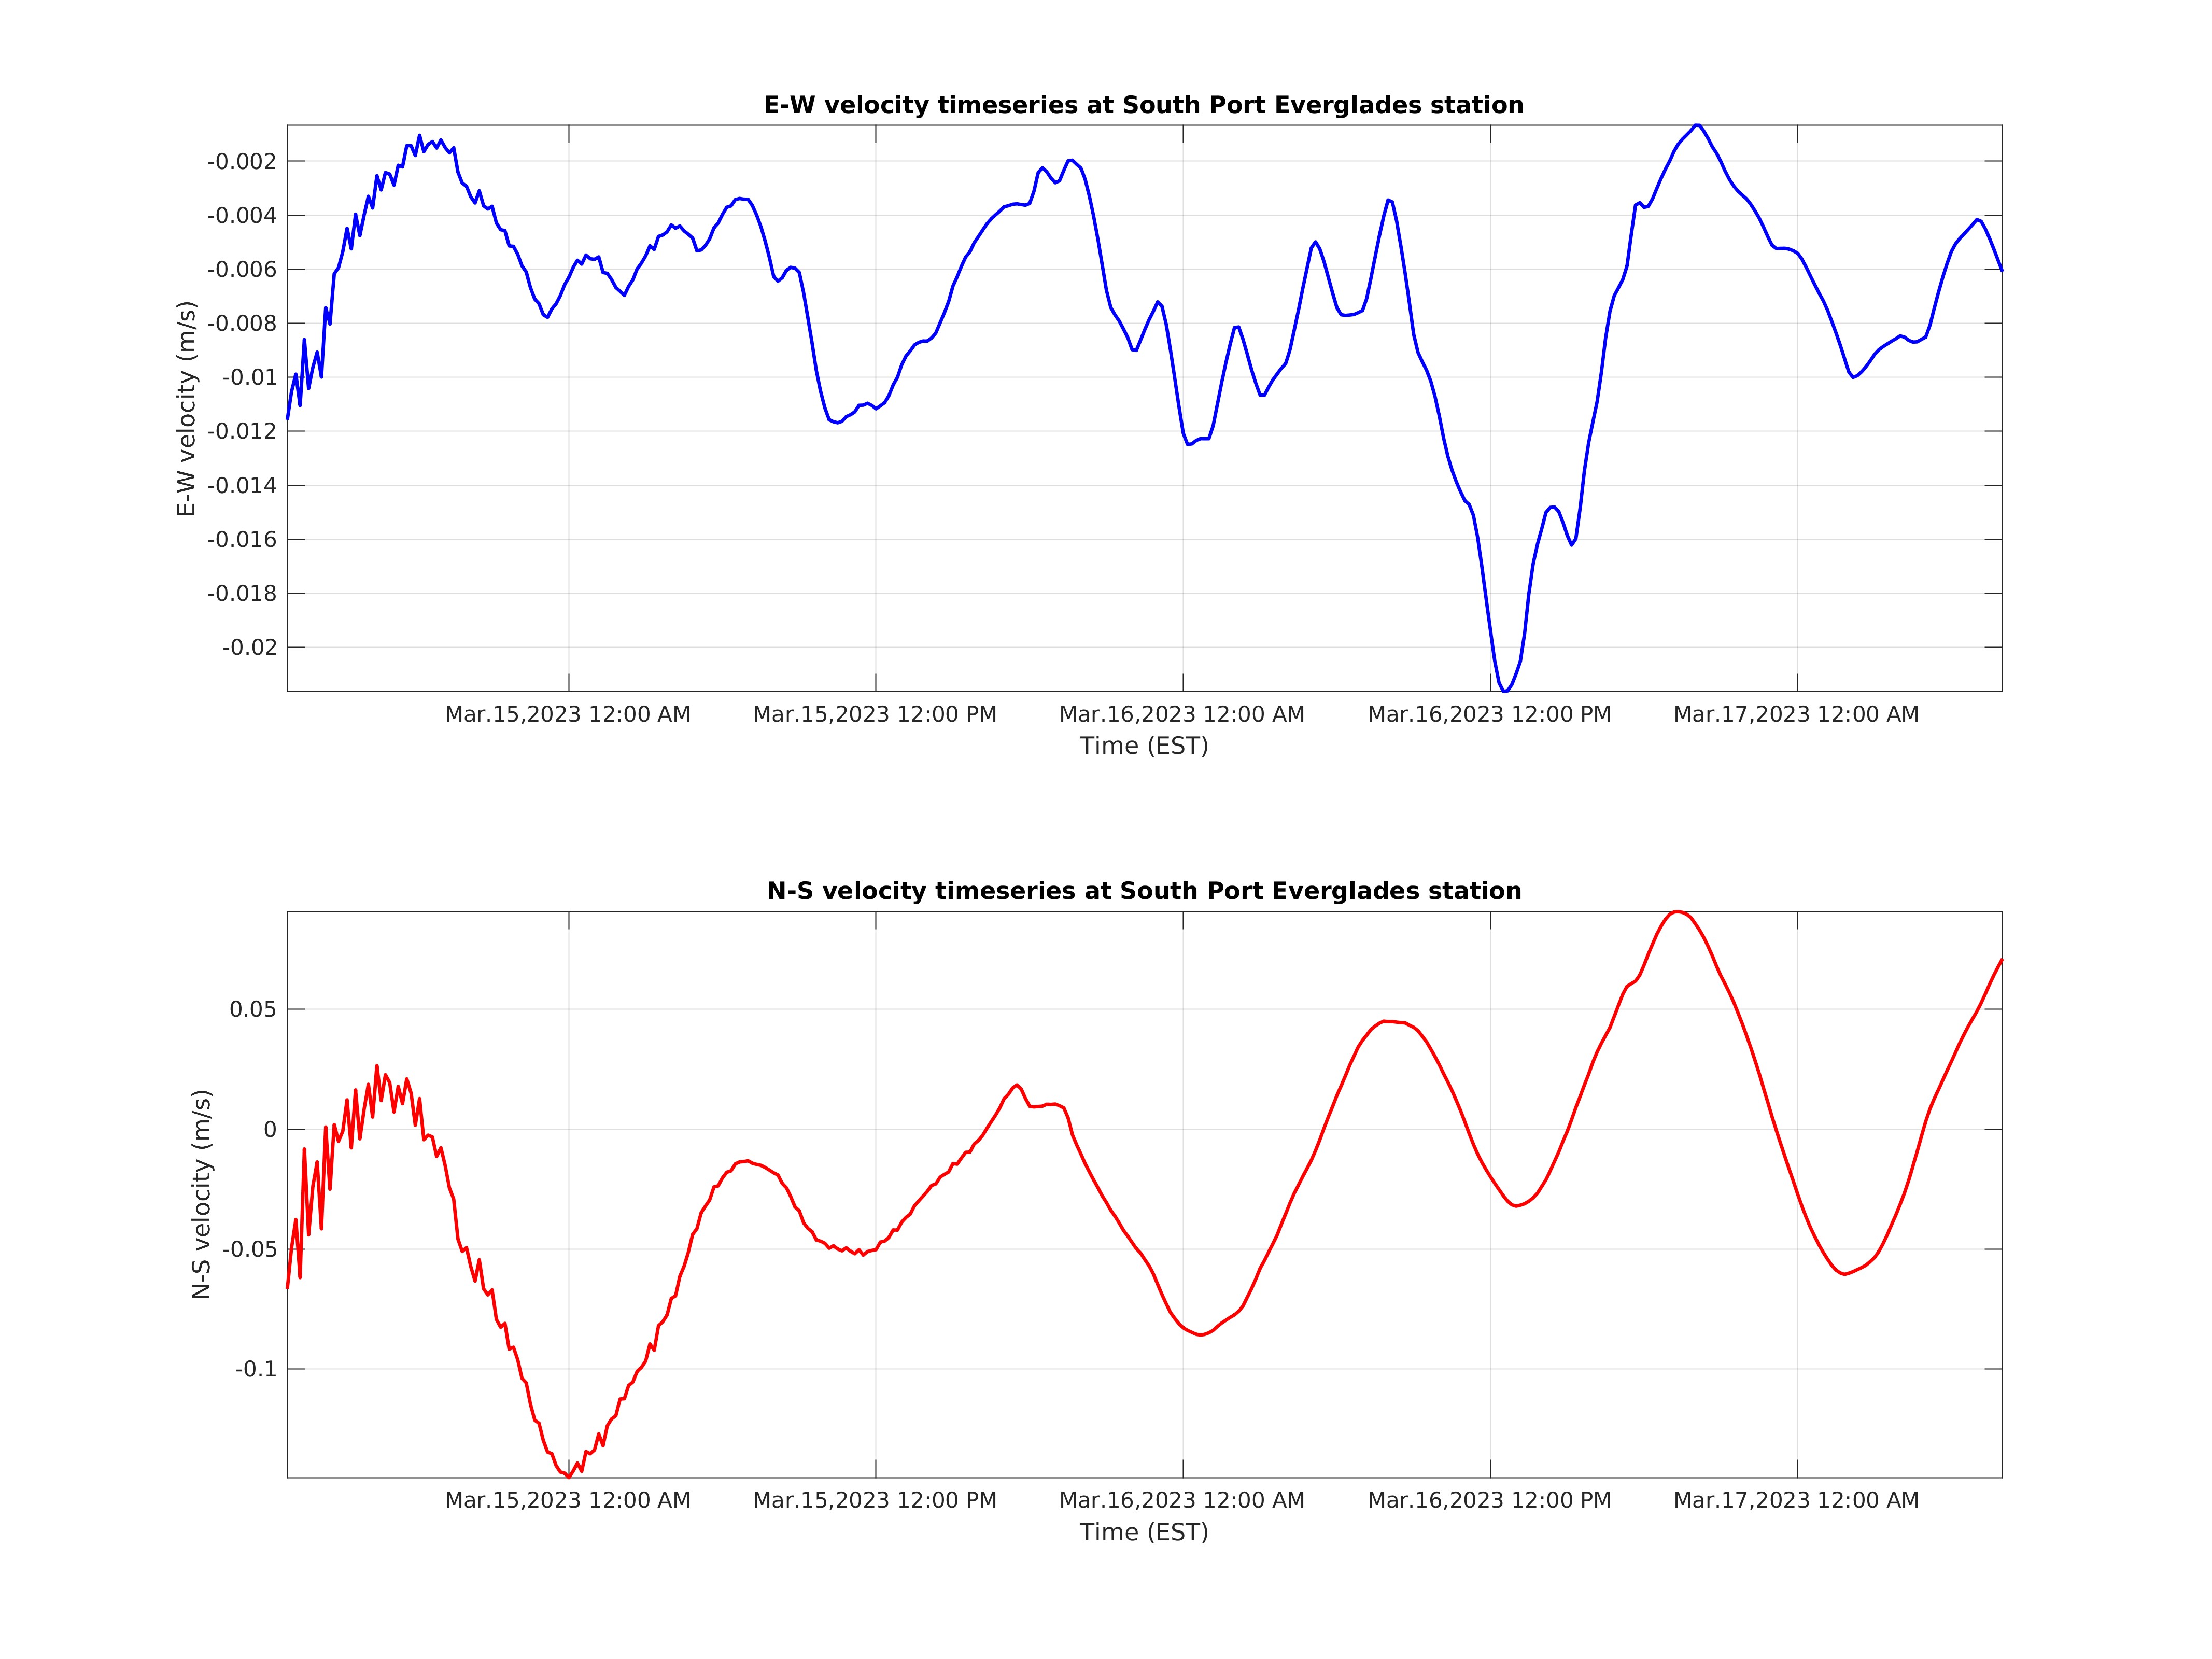 E-W velocity timeseries at South Port Everglades station
E-W velocity (m/s)
-0.002
-0.004
-0.006
-0.008
-0.01
-0.012
-0.014
-0.016
-0.018
-0.02
Mar.15,2023 12:00 AM Mar.15,2023 12:00 PM Mar.16,2023 12:00 AM Mar.16,2023 12:00 PM Mar.17,2023 12:00 AM
Time (EST)
N-S velocity timeseries at South Port Everglades station
N-S velocity (m/s)
0.05
0
-0.05
-0.1
Mar.15,2023 12:00 AM Mar.15,2023 12:00 PM Mar.16,2023 12:00 AM Mar.16,2023 12:00 PM Mar.17,2023 12:00 AM
Time (EST)